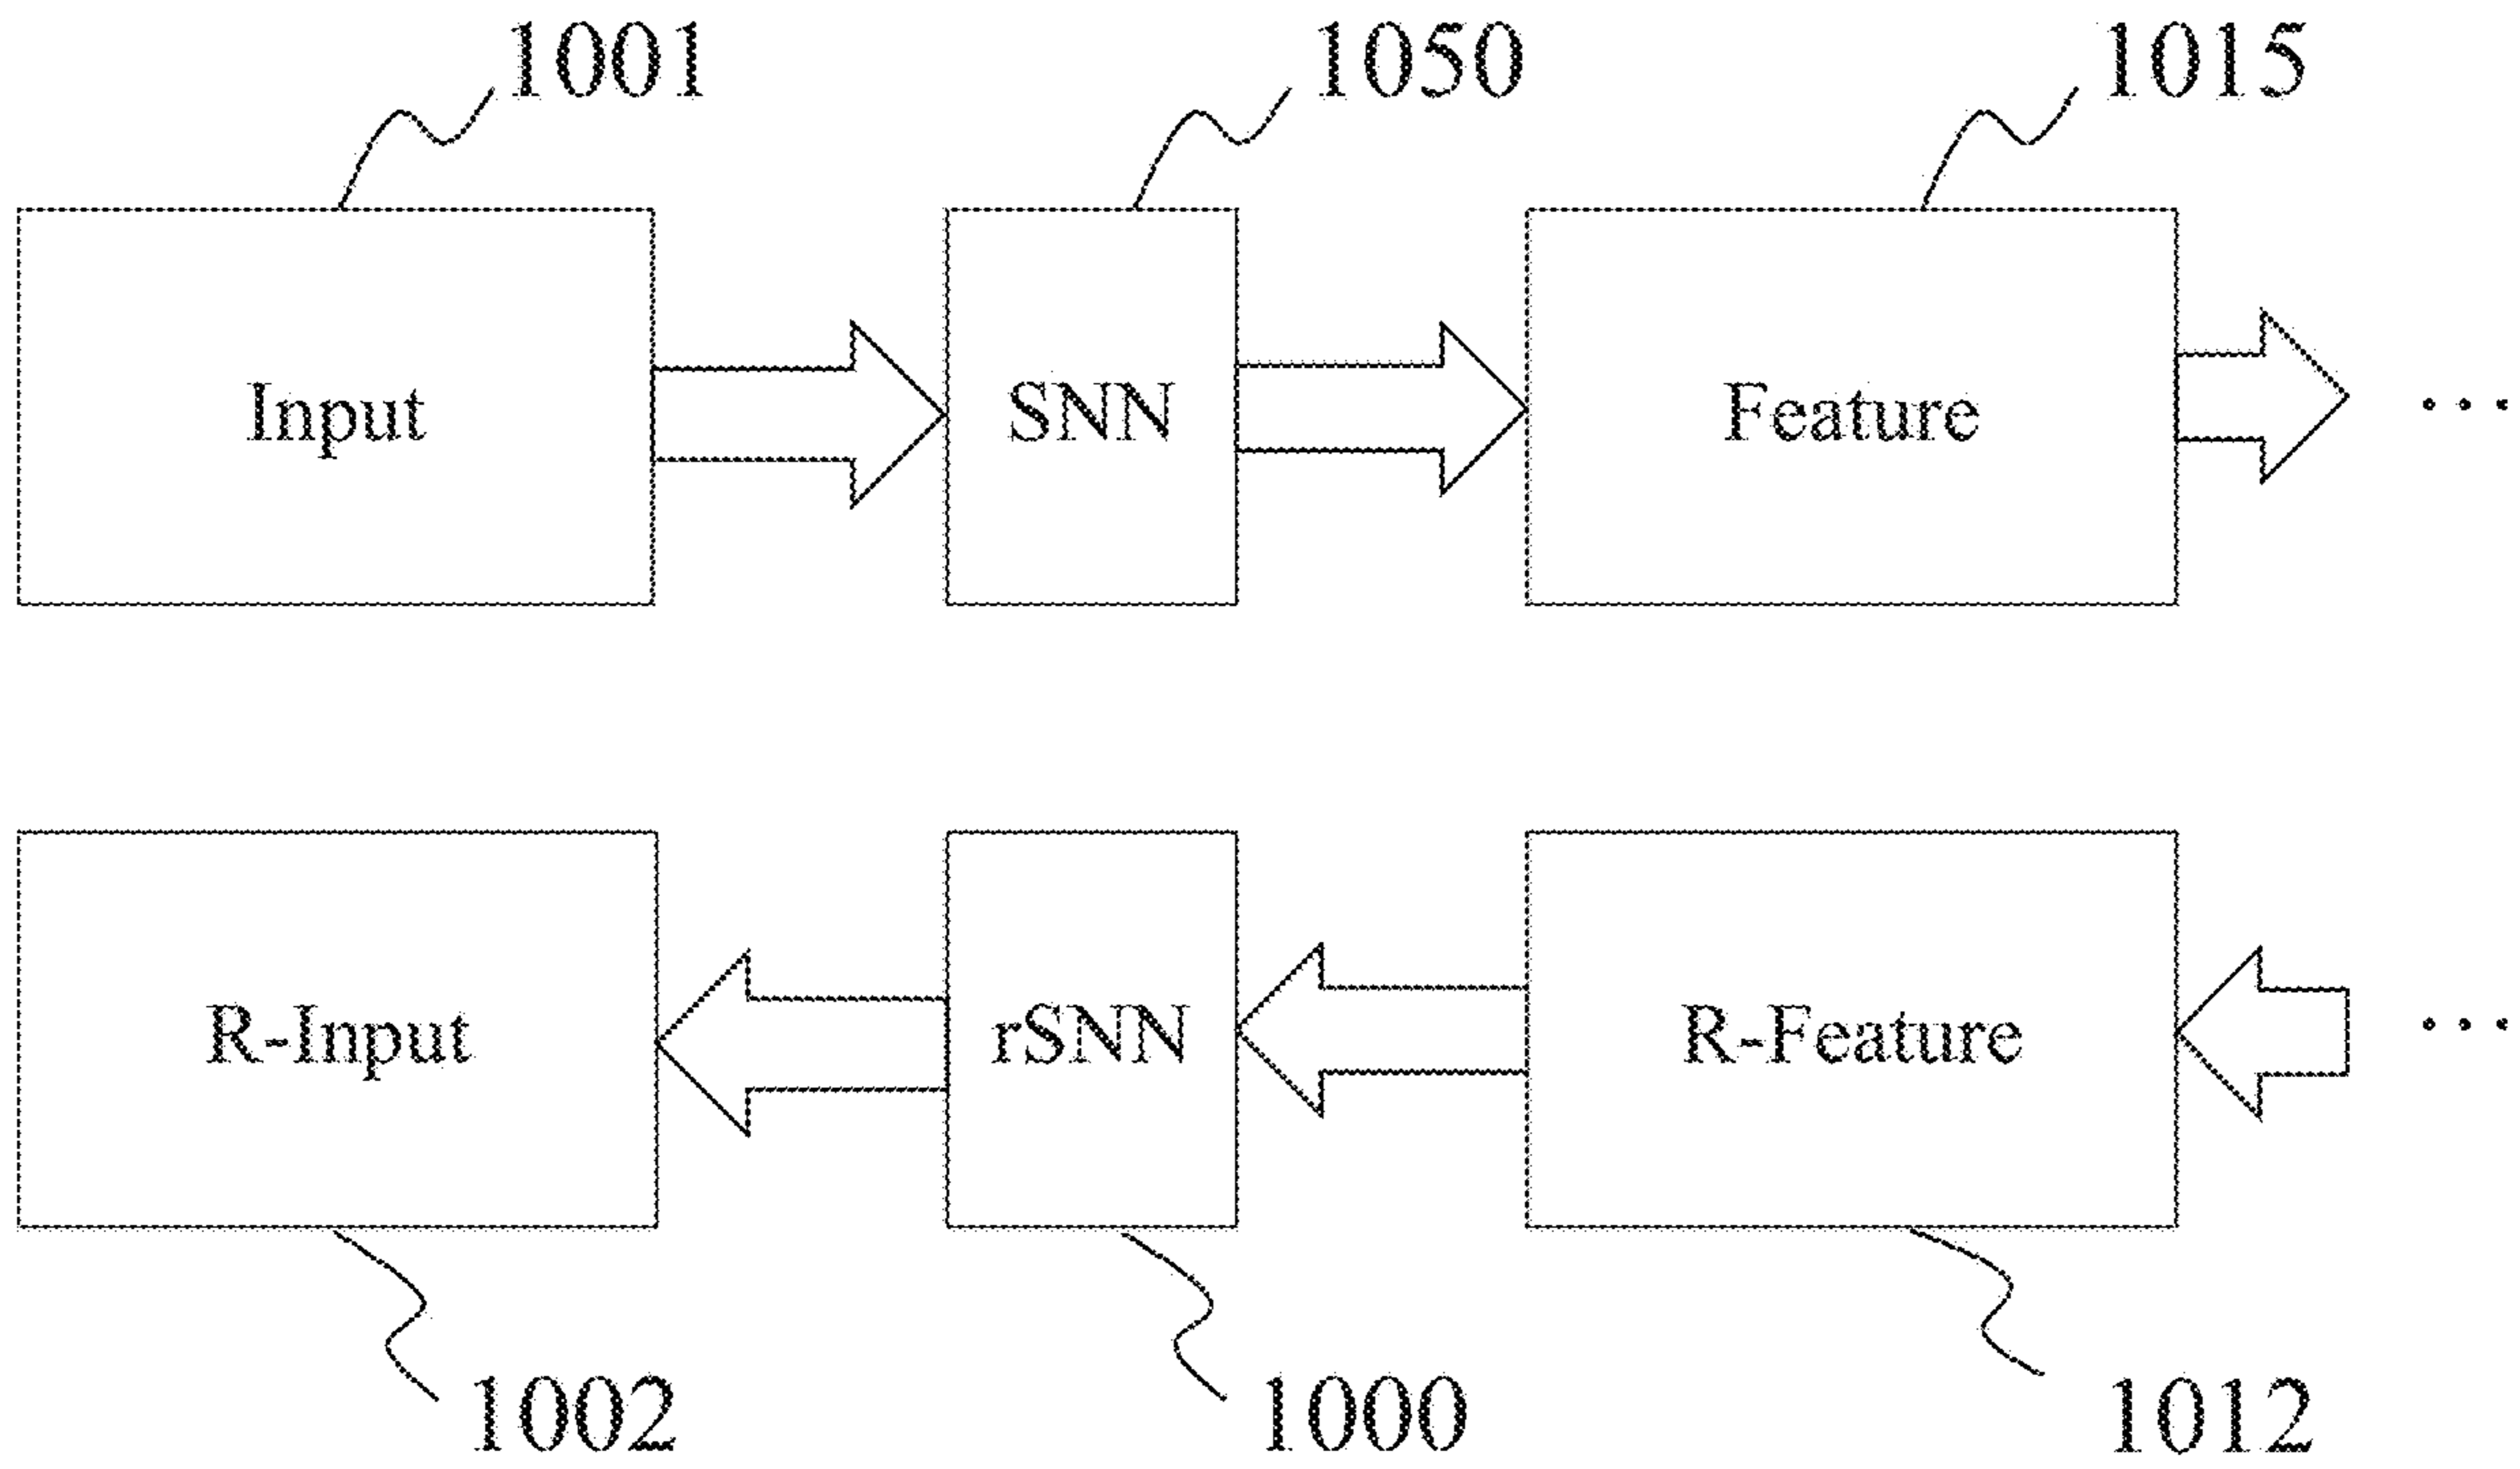 1001 1050 1015
Input SNN Feature ...
R-Input rSNN R-Feature ...
1002 1000 1012